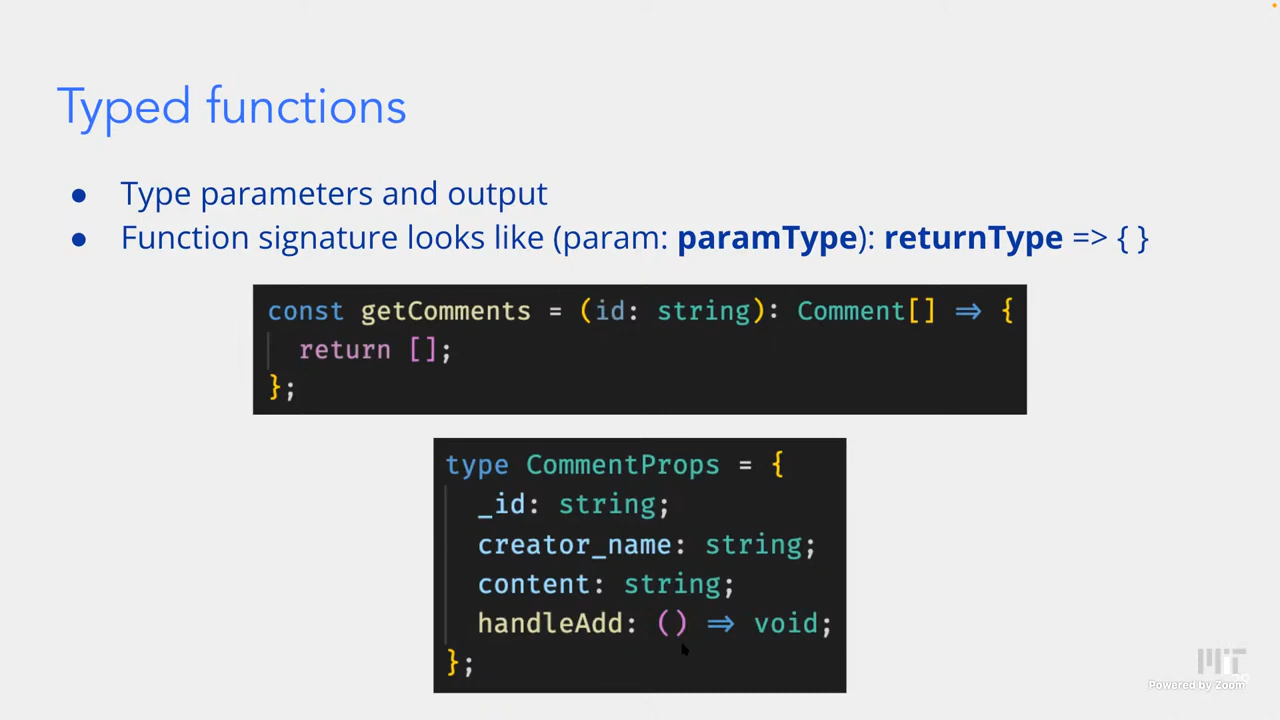 Typed functions
● Type parameters and output
● Function signature looks like (param: paramType): returnType => { }
const getComments = (id: string): Comment[] => {
  return [];
};
type CommentProps = {
  _id: string;
  creator_name: string;
  content: string;
  handleAdd: () => void;
};
MIT
Powered by Zoom